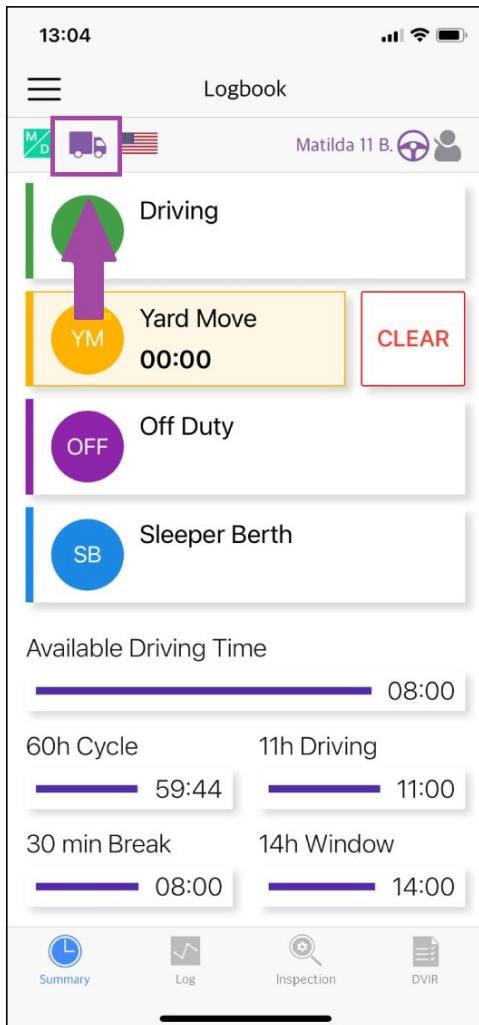 13:04
Logbook
M/D
Matilda 11 B.
Driving
YM
Yard Move
00:00
CLEAR
OFF
Off Duty
SB
Sleeper Berth
Available Driving Time
08:00
60h Cycle
11h Driving
59:44
11:00
30 min Break
14h Window
08:00
14:00
Summary
Log
Inspection
DVIR